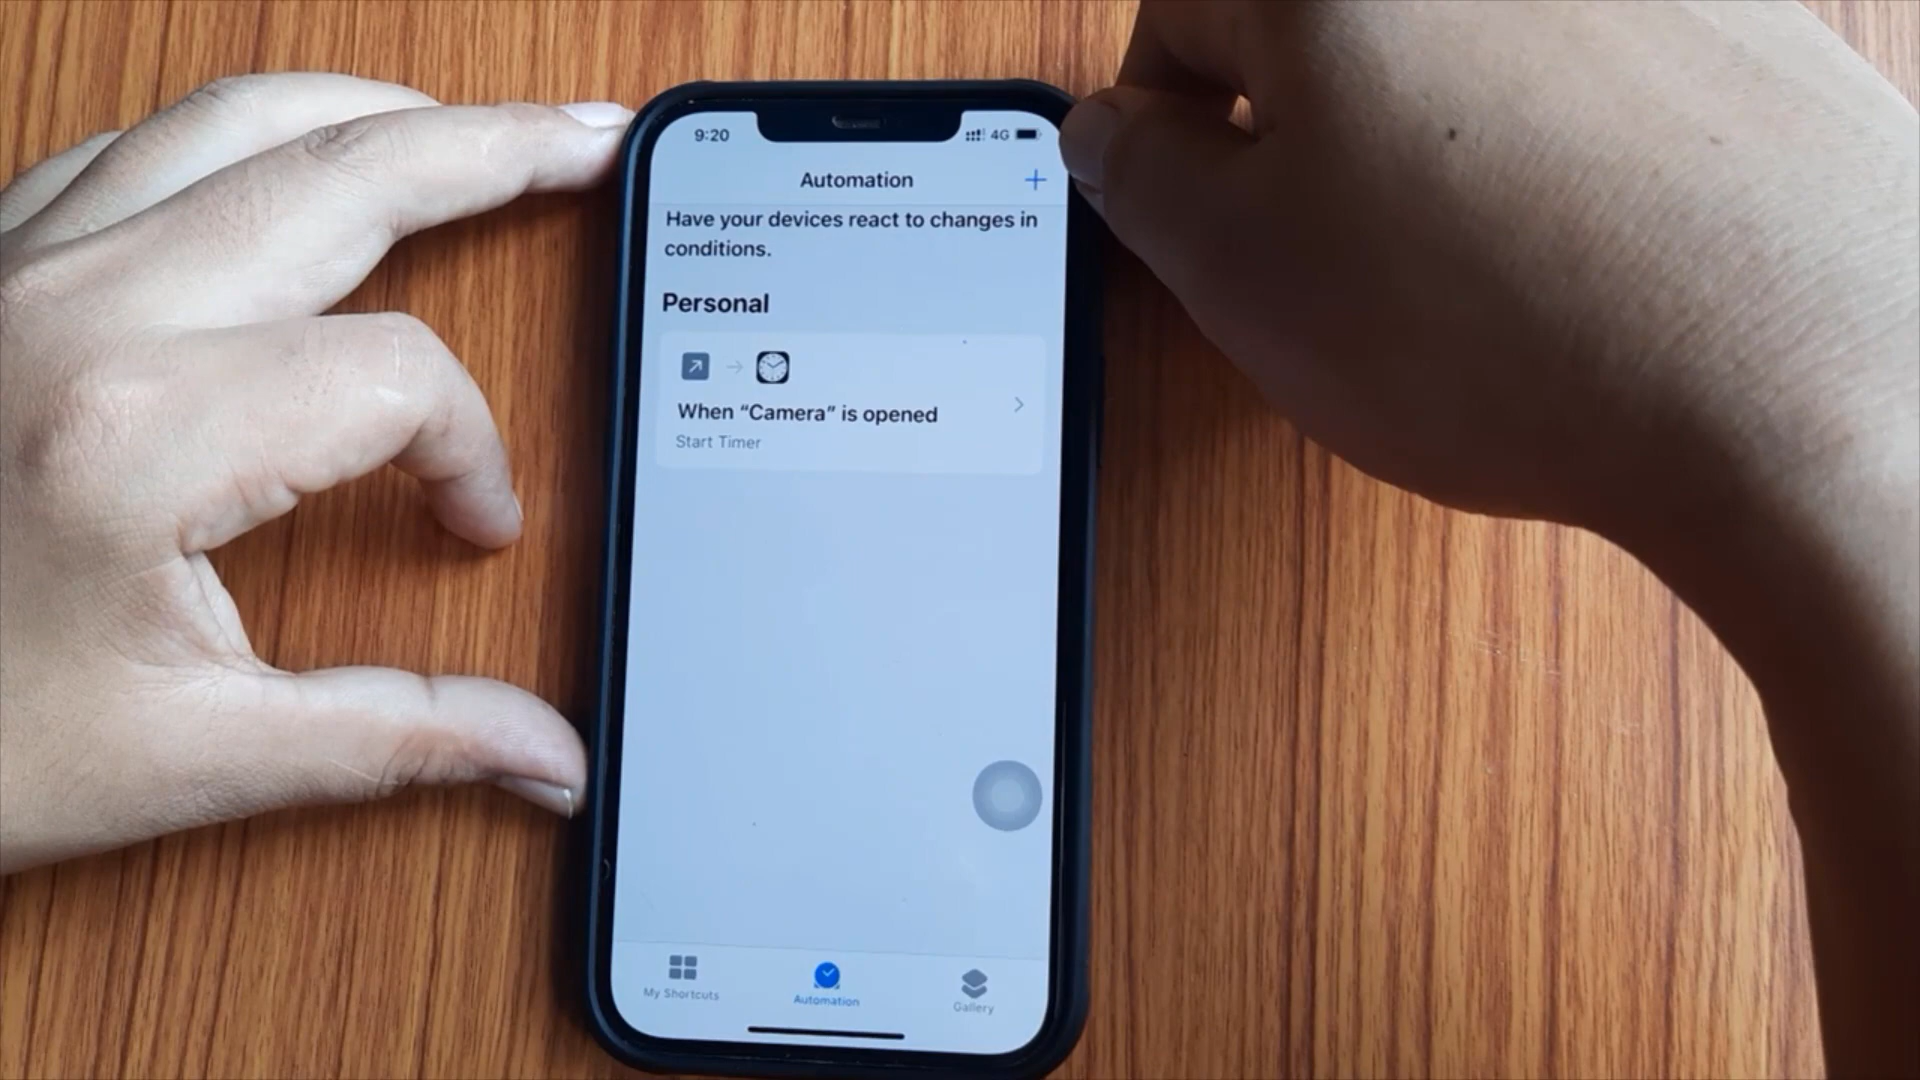 9:20
4G
Automation
Have your devices react to changes in
conditions.
Personal
When “Camera” is opened
Start Timer
My Shortcuts
Automation
Gallery